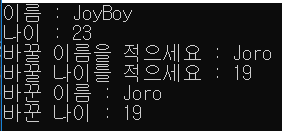 이름 : JoyBoy
나이 : 23
바꿀 이름을 적으세요 : Joro
바꿀 나이를 적으세요 : 19
바꾼 이름 : Joro
바꾼 나이 : 19